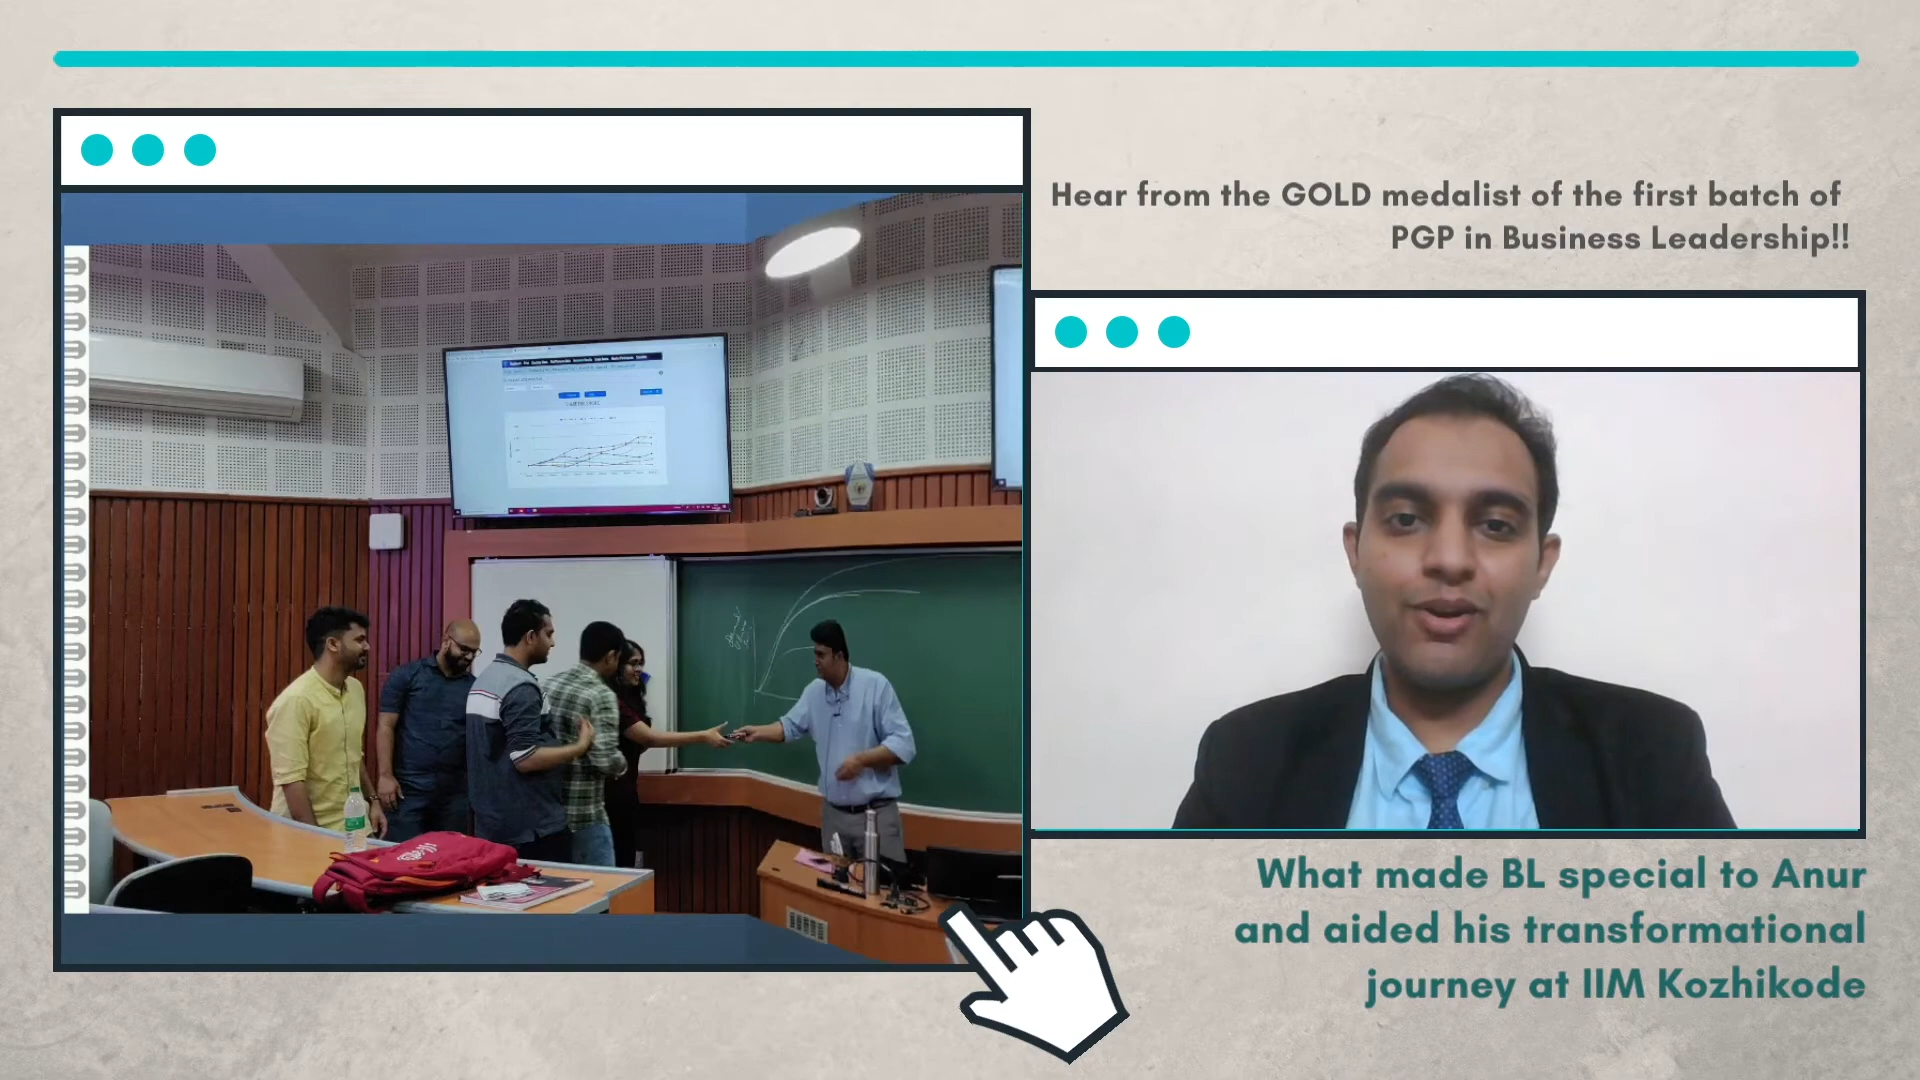 Hear from the GOLD medalist of the first batch of
PGP in Business Leadership!!
What made BL special to Anur
and aided his transformational
journey at IIM Kozhikode